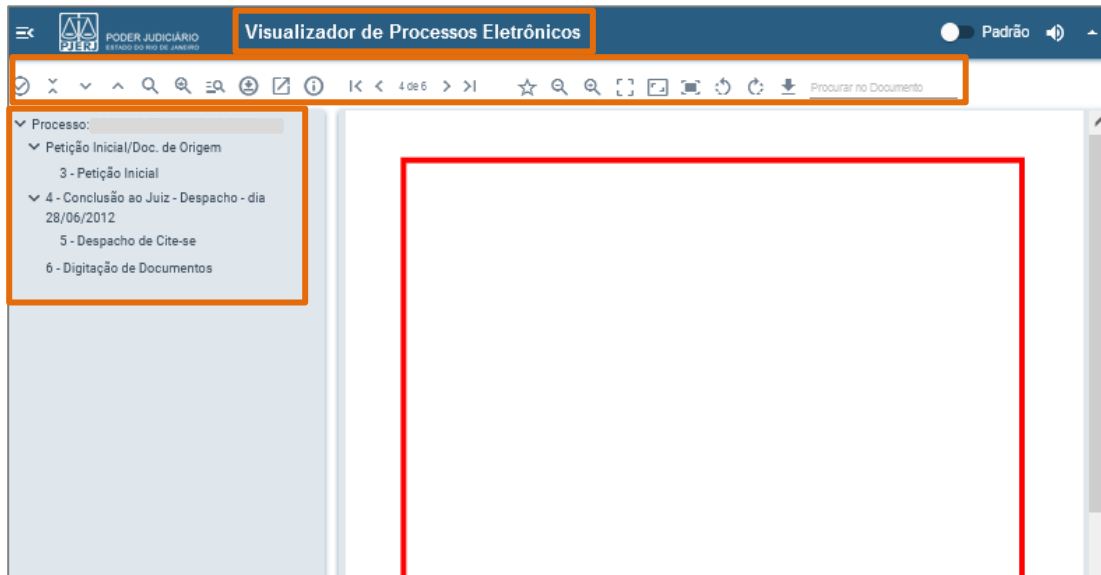 PODER JUDICIÁRIO
ESTADO DO RIO DE JANEIRO
PJERJ
Visualizador de Processos Eletrônicos
Padrão
4 de 6
Procurar no Documento
Processo:
Petição Inicial/Doc. de Origem
3 - Petição Inicial
4 - Conclusão ao Juiz - Despacho - dia
28/06/2012
5 - Despacho de Cite-se
6 - Digitação de Documentos